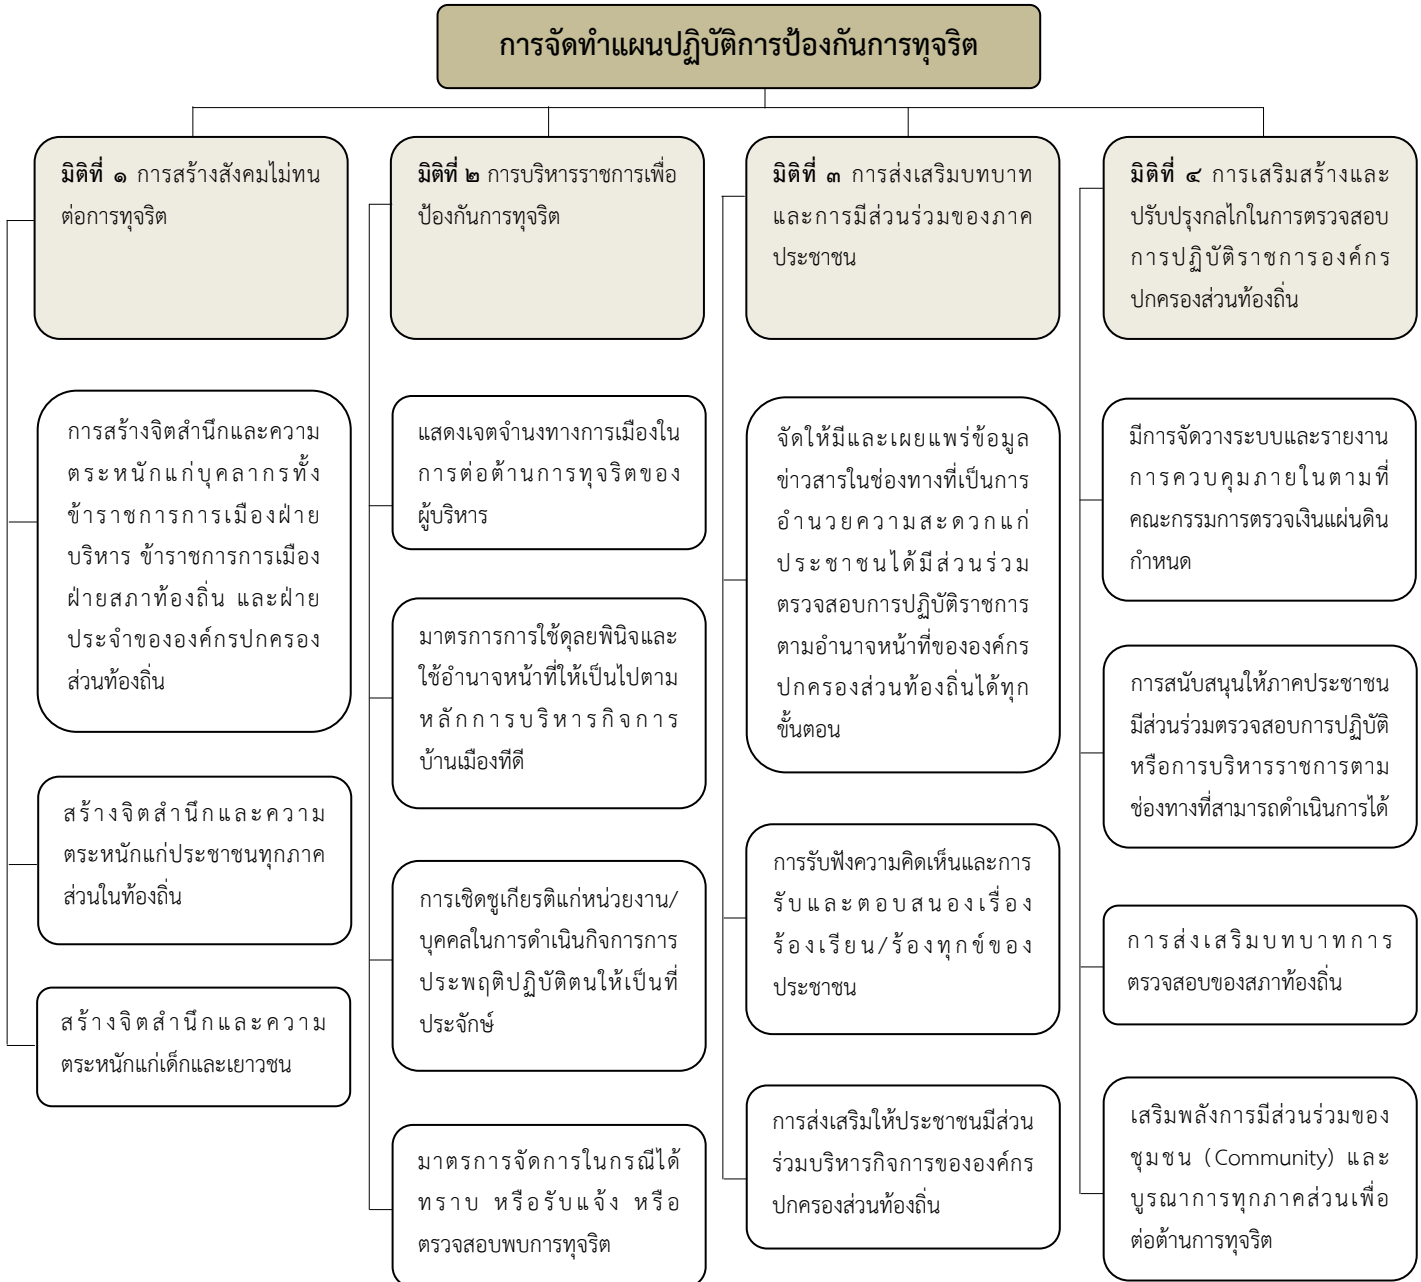 การจัดทำแผนปฏิบัติการป้องกันการทุจริต
มิติที่ ๑ การสร้างสังคมไม่ทน
ต่อการทุจริต
การสร้างจิตสำนึกและความ
ตระหนักแก่บุคลากรทั้ง
ข้าราชการการเมืองฝ่าย
บริหาร ข้าราชการการเมือง
ฝ่ายสภาท้องถิ่น และฝ่าย
ประจำขององค์กรปกครอง
ส่วนท้องถิ่น
สร้างจิตสำนึกและความ
ตระหนักแก่ประชาชนทุกภาค
ส่วนในท้องถิ่น
สร้างจิตสำนึกและความ
ตระหนักแก่เด็กและเยาวชน
มิติที่ ๒ การบริหารราชการเพื่อ
ป้องกันการทุจริต
แสดงเจตจำนงทางการเมืองใน
การต่อต้านการทุจริตของ
ผู้บริหาร
มาตรการการใช้ดุลยพินิจและ
ใช้อำนาจหน้าที่ให้เป็นไปตาม
หลักการบริหารกิจการ
บ้านเมืองทีดี
การเชิดชูเกียรติแก่หน่วยงาน/
บุคคลในการดำเนินกิจการการ
ประพฤติปฏิบัติตนให้เป็นที่
ประจักษ์
มาตรการจัดการในกรณีได้
ทราบ หรือรับแจ้ง หรือ
ตรวจสอบพบการทุจริต
มิติที่ ๓ การส่งเสริมบทบาท
และการมีส่วนร่วมของภาค
ประชาชน
จัดให้มีและเผยแพร่ข้อมูล
ข่าวสารในช่องทางที่เป็นการ
อำนวยความสะดวกแก่
ประชาชนได้มีส่วนร่วม
ตรวจสอบการปฏิบัติราชการ
ตามอำนาจหน้าที่ขององค์กร
ปกครองส่วนท้องถิ่นได้ทุก
ขั้นตอน
การรับฟังความคิดเห็นและการ
รับและตอบสนองเรื่อง
ร้องเรียน/ร้องทุกข์ของ
ประชาชน
การส่งเสริมให้ประชาชนมีส่วน
ร่วมบริหารกิจการขององค์กร
ปกครองส่วนท้องถิ่น
มิติที่ ๔ การเสริมสร้างและ
ปรับปรุงกลไกในการตรวจสอบ
การปฏิบัติราชการองค์กร
ปกครองส่วนท้องถิ่น
มีการจัดวางระบบและรายงาน
การควบคุมภายในตามที่
คณะกรรมการตรวจเงินแผ่นดิน
กำหนด
การสนับสนุนให้ภาคประชาชน
มีส่วนร่วมตรวจสอบการปฏิบัติ
หรือการบริหารราชการตาม
ช่องทางที่สามารถดำเนินการได้
การส่งเสริมบทบาทการ
ตรวจสอบของสภาท้องถิ่น
เสริมพลังการมีส่วนร่วมของ
ชุมชน (Community) และ
บูรณาการทุกภาคส่วนเพื่อ
ต่อต้านการทุจริต